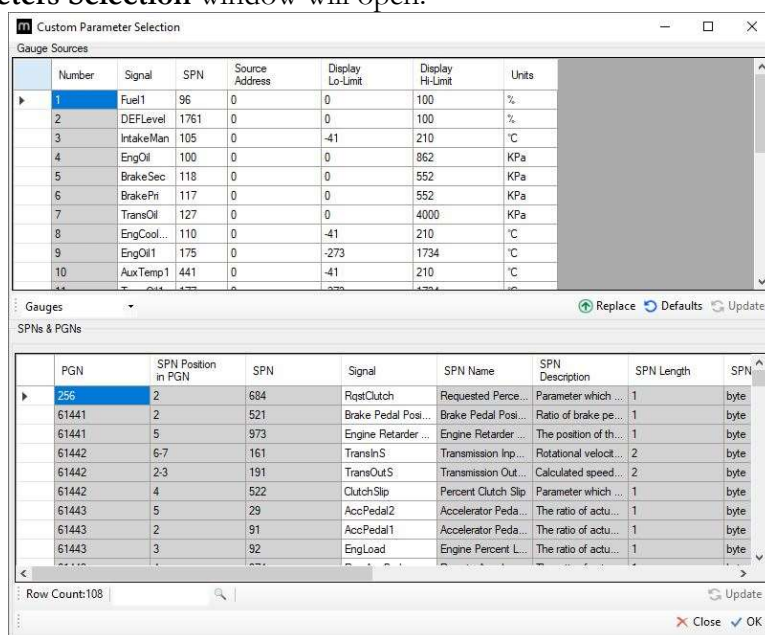 eters Selection window will open.
Custom Parameter Selection
Gauge Sources
Number Signal SPN Source Address Display Lo-Limit Display Hi-Limit Units
1 Fuel1 96 0 0 100 %
2 DEFLevel 1761 0 0 100 %
3 IntakeMan 105 0 -41 210 °C
4 EngOil 100 0 0 862 KPa
5 BrakeSec 118 0 0 552 KPa
6 BrakePri 117 0 0 552 KPa
7 TransOil 127 0 0 4000 KPa
8 EngCool... 110 0 -41 210 °C
9 EngOil1 175 0 -273 1734 °C
10 AuxTemp1 441 0 -41 210 °C
Gauges Replace Defaults Update
SPNs & PGNs
PGN SPN Position in PGN SPN Signal SPN Name SPN Description SPN Length SPN
256 2 684 RqstClutch Requested Perce... Parameter which ... 1 byte
61441 2 521 Brake Pedal Posi... Brake Pedal Posi... Ratio of brake pe... 1 byte
61441 5 973 Engine Retarder ... Engine Retarder ... The position of th... 1 byte
61442 6-7 161 TransInS Transmission Inp... Rotational velocit... 2 byte
61442 2-3 191 TransOutS Transmission Out... Calculated speed... 2 byte
61442 4 522 ClutchSlip Percent Clutch Slip Parameter which ... 1 byte
61443 5 29 AccPedal2 Accelerator Peda... The ratio of actu... 1 byte
61443 2 91 AccPedal1 Accelerator Peda... The ratio of actu... 1 byte
61443 3 92 EngLoad Engine Percent L... The ratio of actu... 1 byte
Row Count:108 Update
Close OK